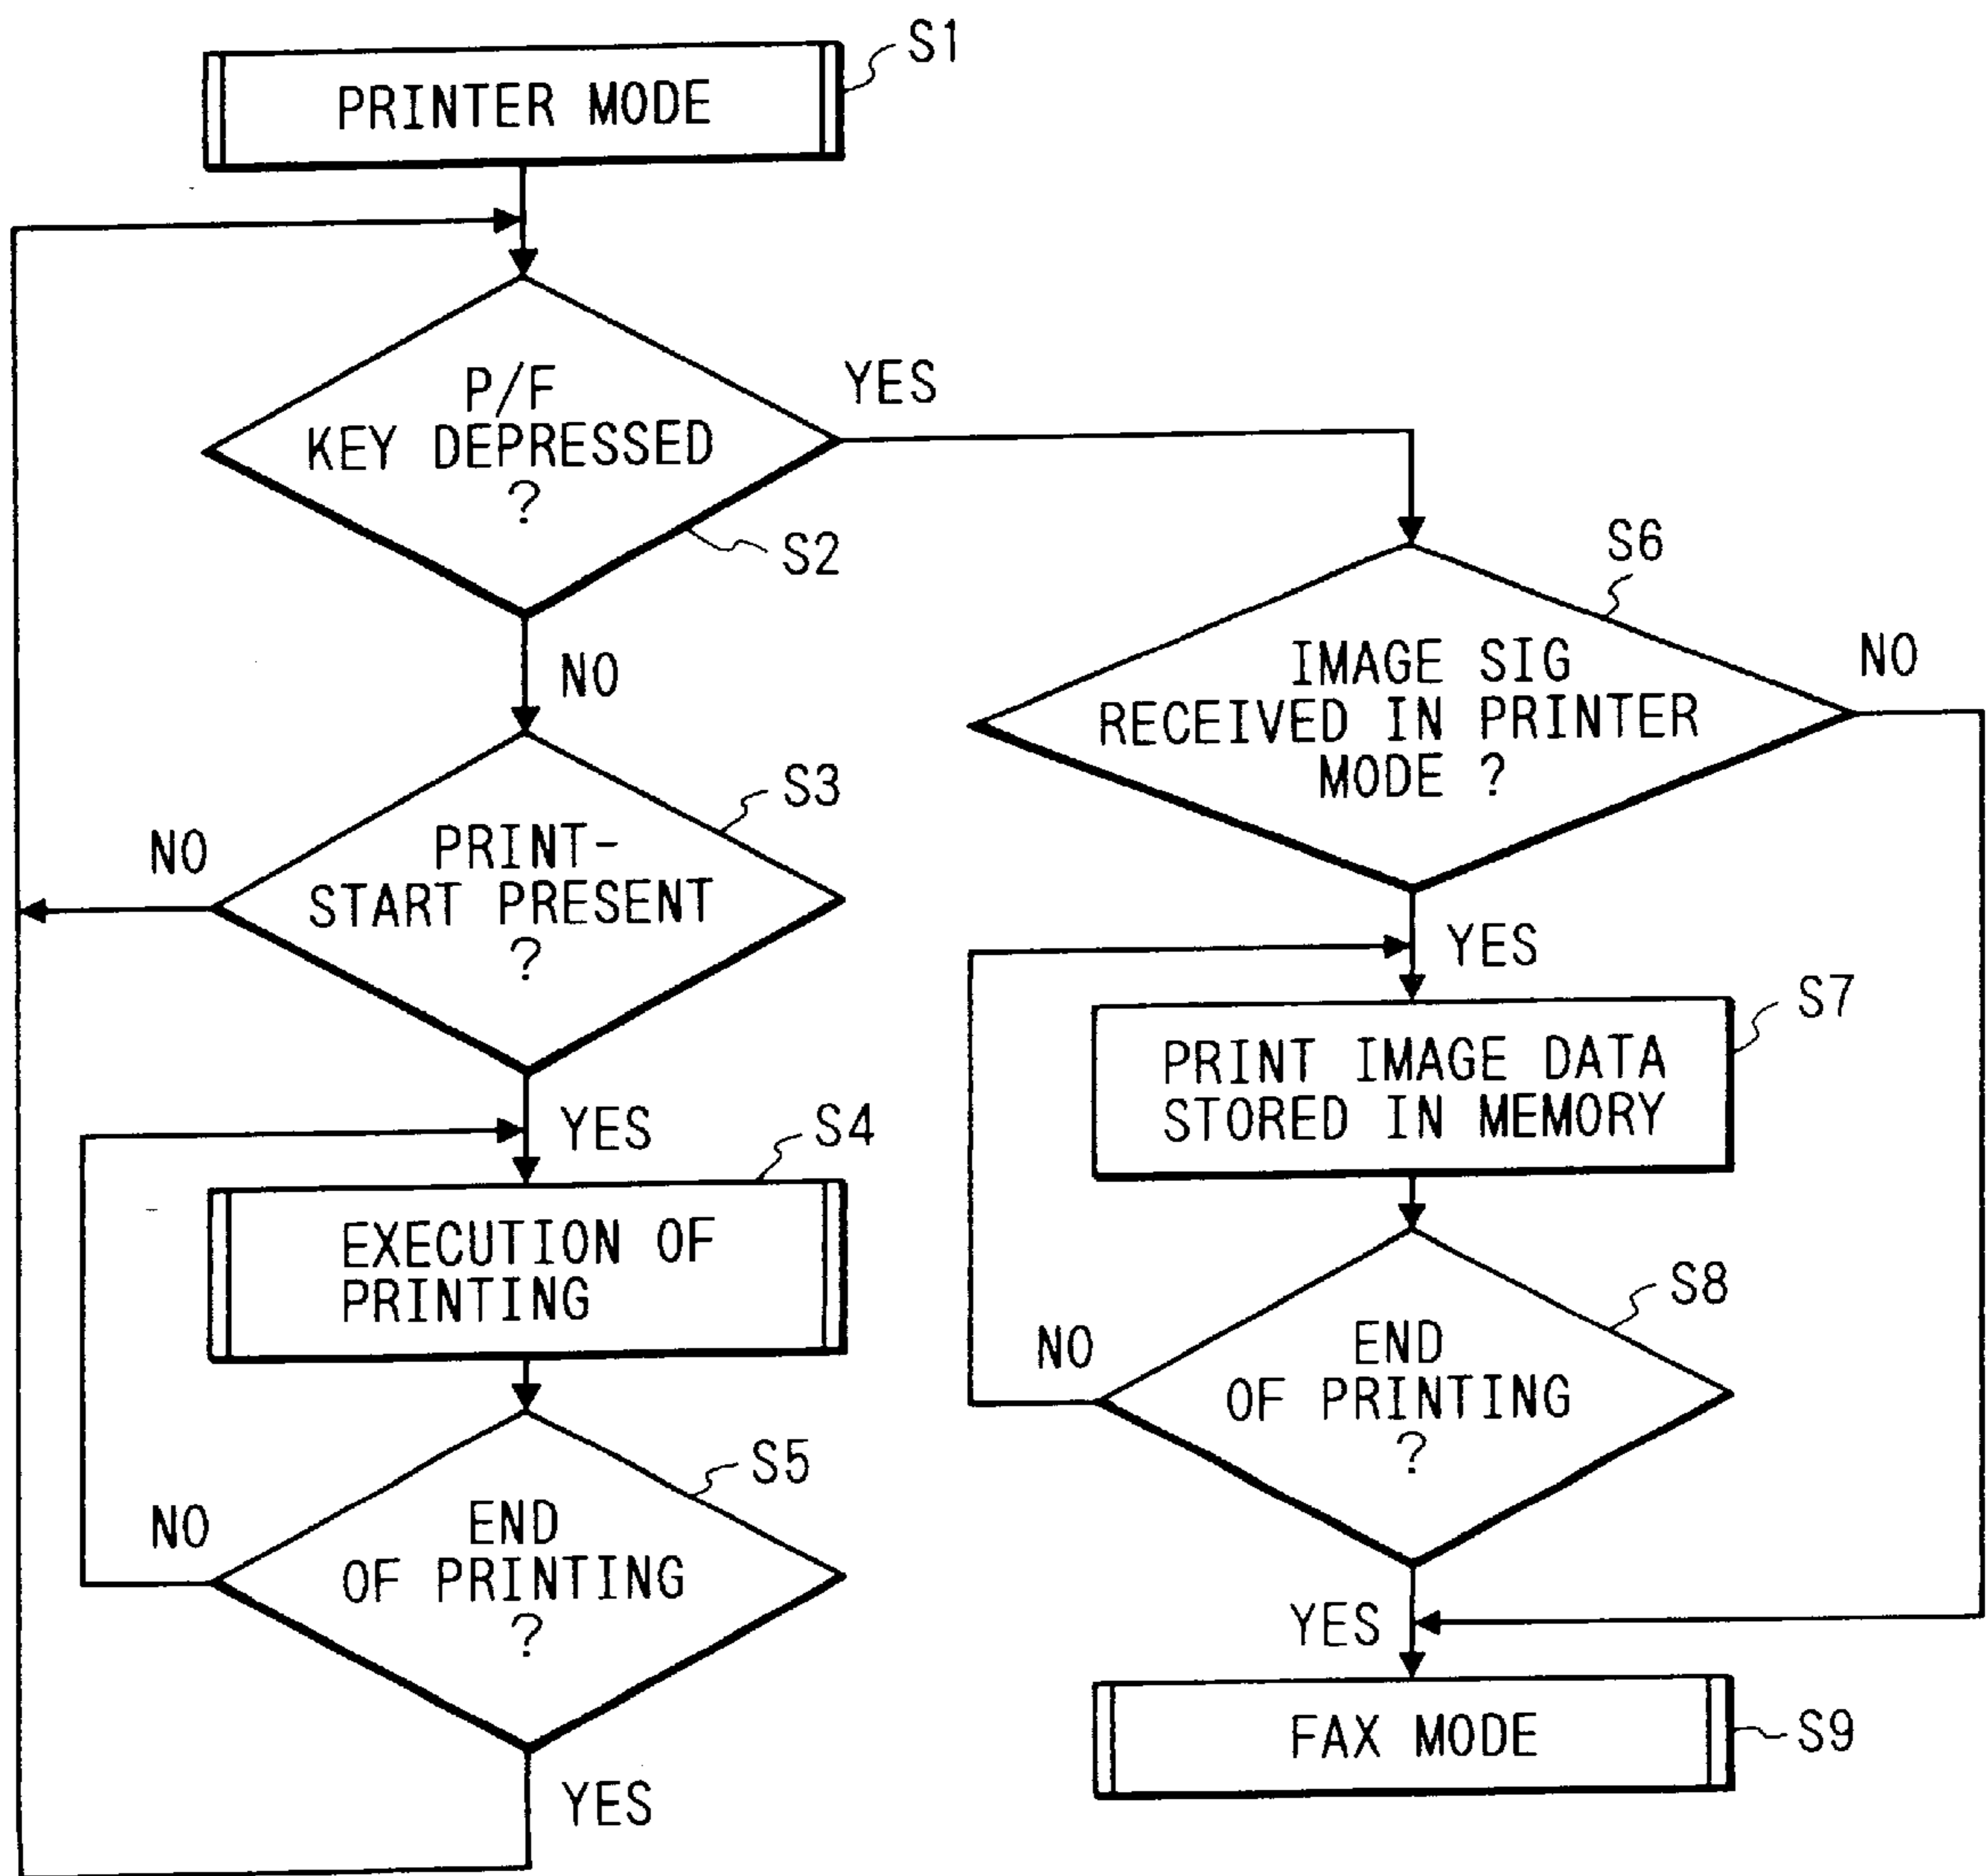 S1
PRINTER MODE
P/F
KEY DEPRESSED
?
YES
S2
NO
S3
PRINT-
START PRESENT
?
NO
YES
S4
EXECUTION OF
PRINTING
S5
END
OF PRINTING
?
NO
YES
S6
IMAGE SIG
RECEIVED IN PRINTER
MODE ?
NO
YES
S7
PRINT IMAGE DATA
STORED IN MEMORY
S8
END
OF PRINTING
?
NO
YES
FAX MODE
S9